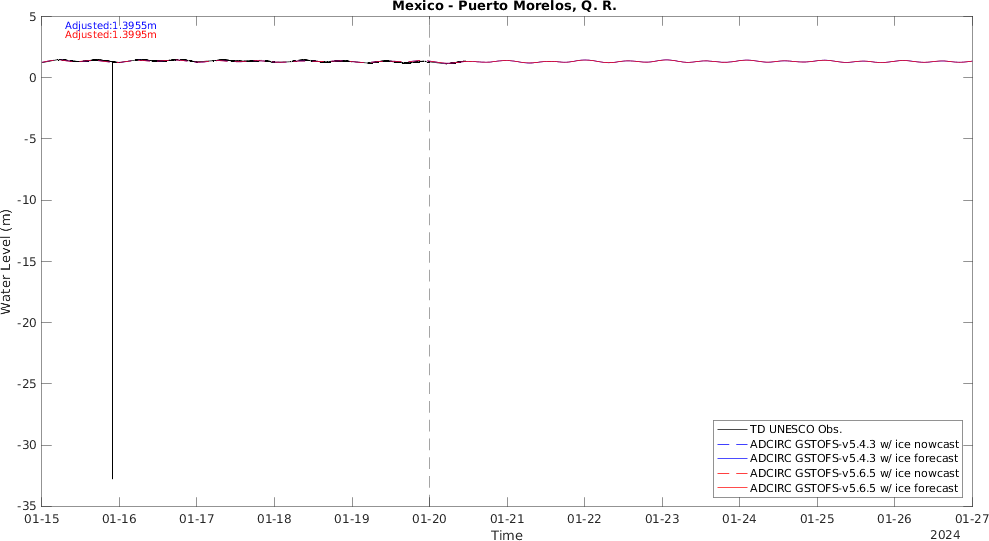 Mexico - Puerto Morelos, Q. R.
Adjusted:1.3955m
Adjusted:1.3995m
5
0
-5
-10
-15
-20
-25
-30
-35
Water Level (m)
01-15 01-16 01-17 01-18 01-19 01-20 01-21 01-22 01-23 01-24 01-25 01-26 01-27
Time
2024
TD UNESCO Obs.
ADCIRC GSTOFS-v5.4.3 w/ ice nowcast
ADCIRC GSTOFS-v5.4.3 w/ ice forecast
ADCIRC GSTOFS-v5.6.5 w/ ice nowcast
ADCIRC GSTOFS-v5.6.5 w/ ice forecast